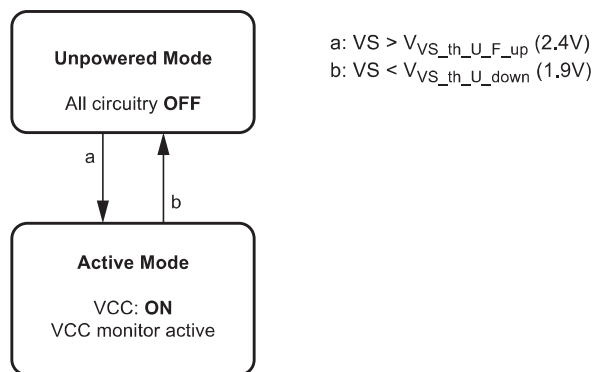 Unpowered Mode
All circuitry OFF
a: VS > VVS_th_U_F_up (2.4V)
b: VS < VVS_th_U_down (1.9V)
a
b
Active Mode
VCC: ON
VCC monitor active